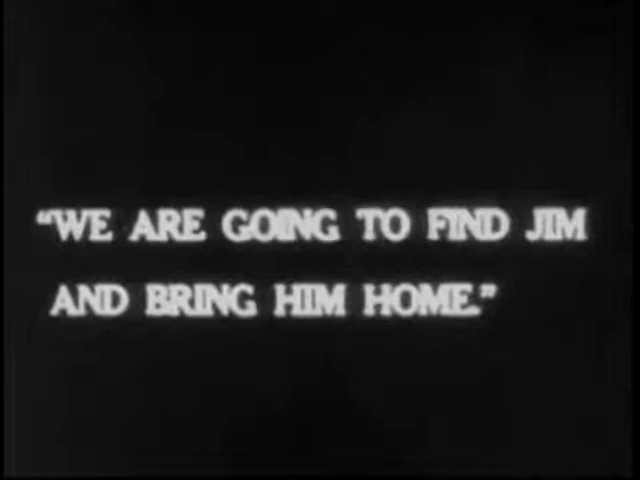 “WE ARE GOING TO FIND JIM
AND BRING HIM HOME.”